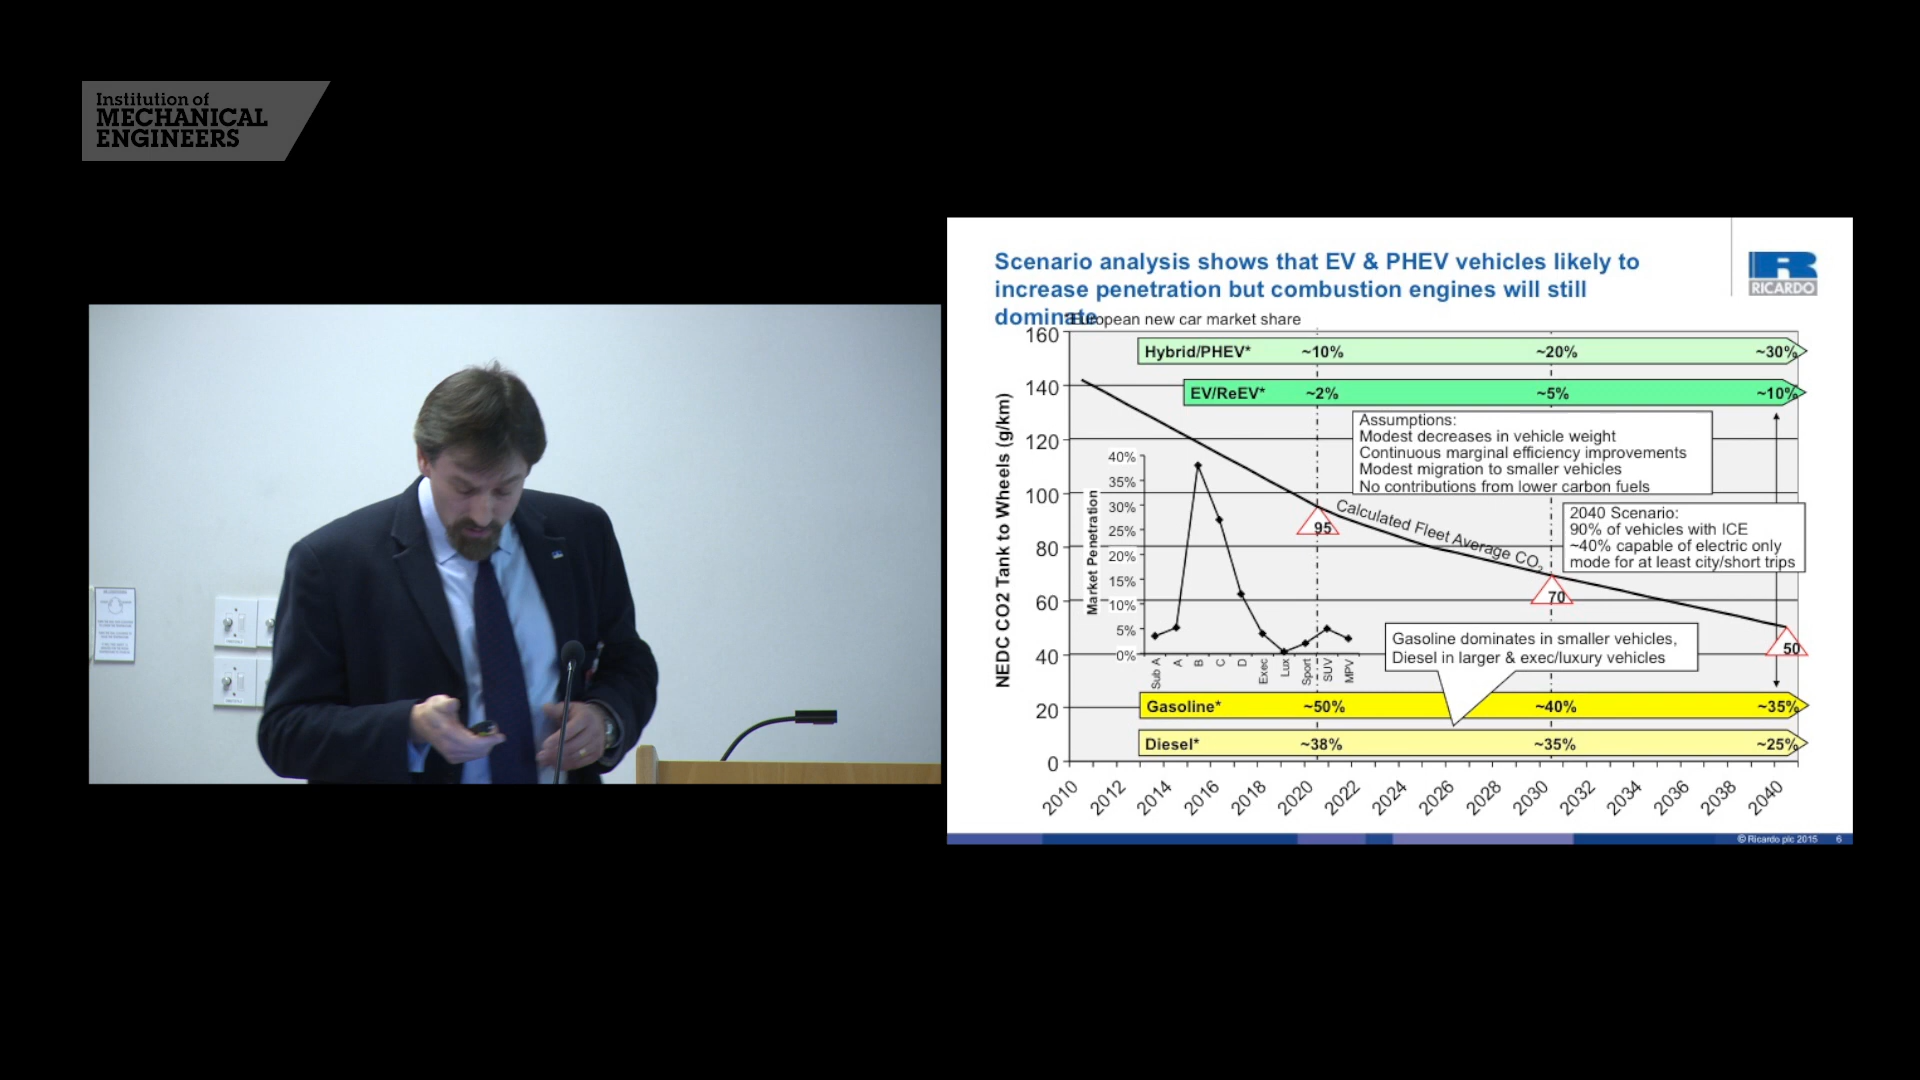 Institution of
MECHANICAL
ENGINEERS
Scenario analysis shows that EV & PHEV vehicles likely to
increase penetration but combustion engines will still
dominate
European new car market share
RICARDO
NEDC CO2 Tank to Wheels (g/km)
160
140
120
100
80
60
40
20
0
Hybrid/PHEV* ~10% ~20% ~30%
EV/ReEV* ~2% ~5% ~10%
Assumptions:
Modest decreases in vehicle weight
Continuous marginal efficiency improvements
Modest migration to smaller vehicles
No contributions from lower carbon fuels
Market Penetration
40%
35%
30%
25%
20%
15%
10%
5%
0%
Sub A
A
B
C
D
Exec
Lux
Sport
SUV
MPV
Calculated Fleet Average CO2
95
70
50
2040 Scenario:
90% of vehicles with ICE
~40% capable of electric only
mode for at least city/short trips
Gasoline dominates in smaller vehicles,
Diesel in larger & exec/luxury vehicles
Gasoline* ~50% ~40% ~35%
Diesel* ~38% ~35% ~25%
2010 2012 2014 2016 2018 2020 2022 2024 2026 2028 2030 2032 2034 2036 2038 2040
© Ricardo plc 2015 6